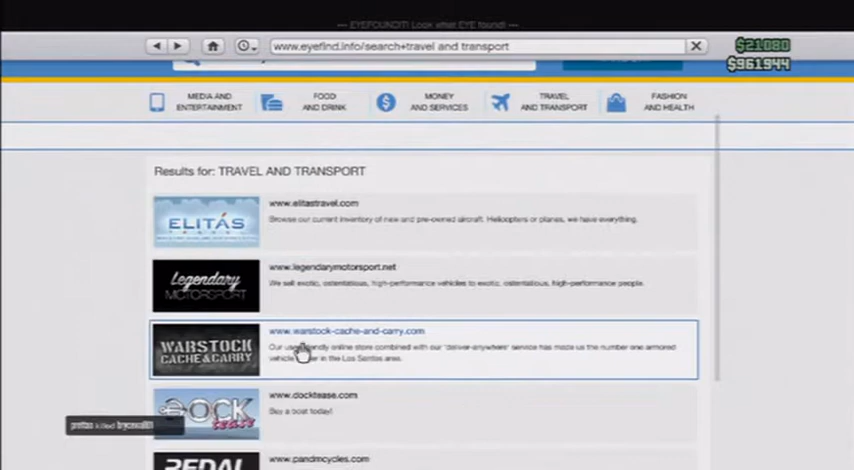 --- EYEFOUNDIT! Look what EYE found! ---
www.eyefind.info/search+travel and transport
$21080
$961944
MEDIA AND
ENTERTAINMENT
FOOD
AND DRINK
MONEY
AND SERVICES
TRAVEL
AND TRANSPORT
FASHION
AND HEALTH
Results for: TRAVEL AND TRANSPORT
ELITÁS
www.elitastravel.com
Browse our current inventory of new and pre-owned aircraft. Helicopters or planes, we have everything.
Legendary
MOTORSPORT
www.legendarymotorsport.net
We sell exotic, ostentatious, high-performance vehicles to exotic, ostentatious, high-performance people.
WARSTOCK
CACHE & CARRY
www.warstock-cache-and-carry.com
Our online store combined with our 'deliver-anywhere' service has made us the number one armored
vehicle in the Los Santos area.
DOCK
tease
www.docktease.com
Buy a boat today!
killed
PEDAL
www.pandmcycles.com